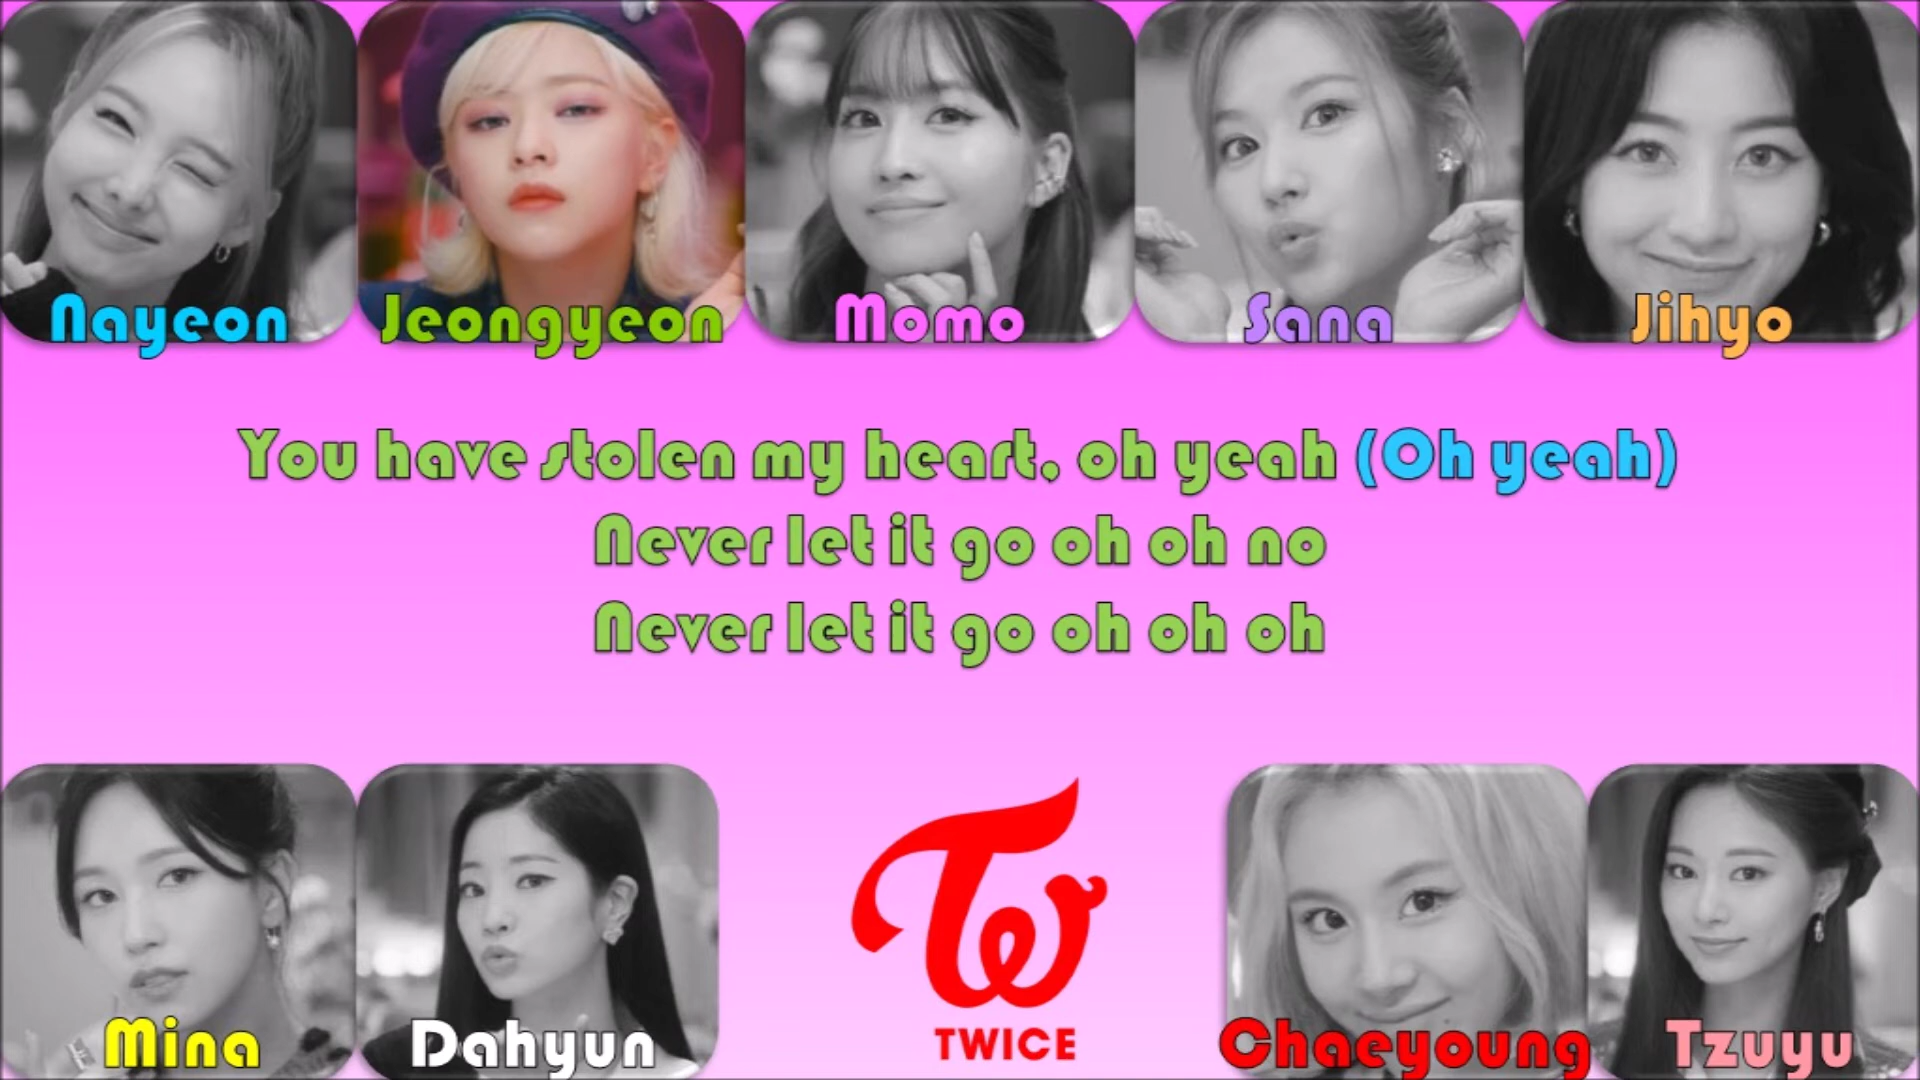 Nayeon Jeongyeon Momo Sana Jihyo
You have stolen my heart, oh yeah (Oh yeah)
Never let it go oh oh no
Never let it go oh oh oh
Mina Dahyun TWICE Chaeyoung Tzuyu